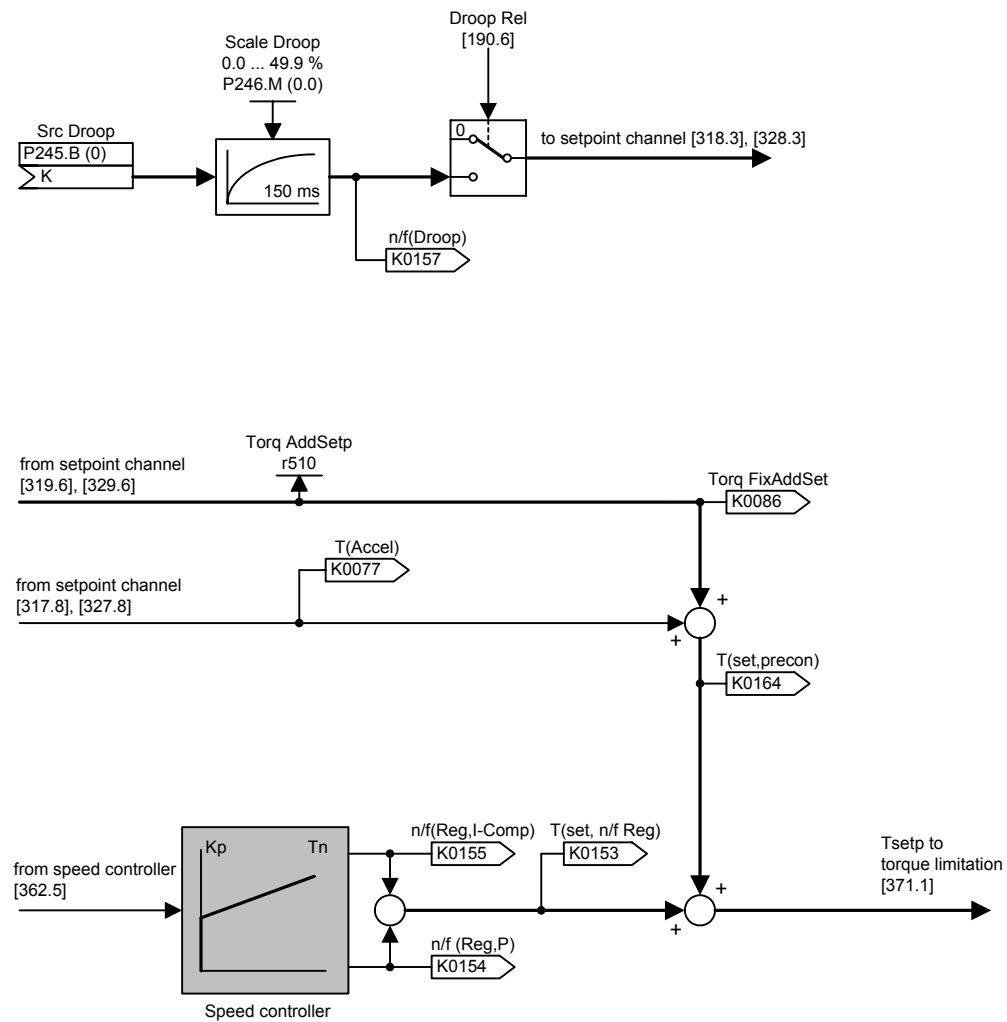 Droop Rel
[190.6]
Scale Droop
0.0 ... 49.9 %
P246.M (0.0)
Src Droop
P245.B (0)
K
150 ms
0
to setpoint channel [318.3], [328.3]
n/f(Droop)
K0157
Torq AddSetp
r510
from setpoint channel
[319.6], [329.6]
Torq FixAddSet
K0086
T(Accel)
K0077
from setpoint channel
[317.8], [327.8]
+
+
T(set,precon)
K0164
Kp
Tn
n/f(Reg,I-Comp)
K0155
T(set, n/f Reg)
K0153
Tsetp to
torque limitation
[371.1]
from speed controller
[362.5]
+
+
n/f (Reg,P)
K0154
Speed controller